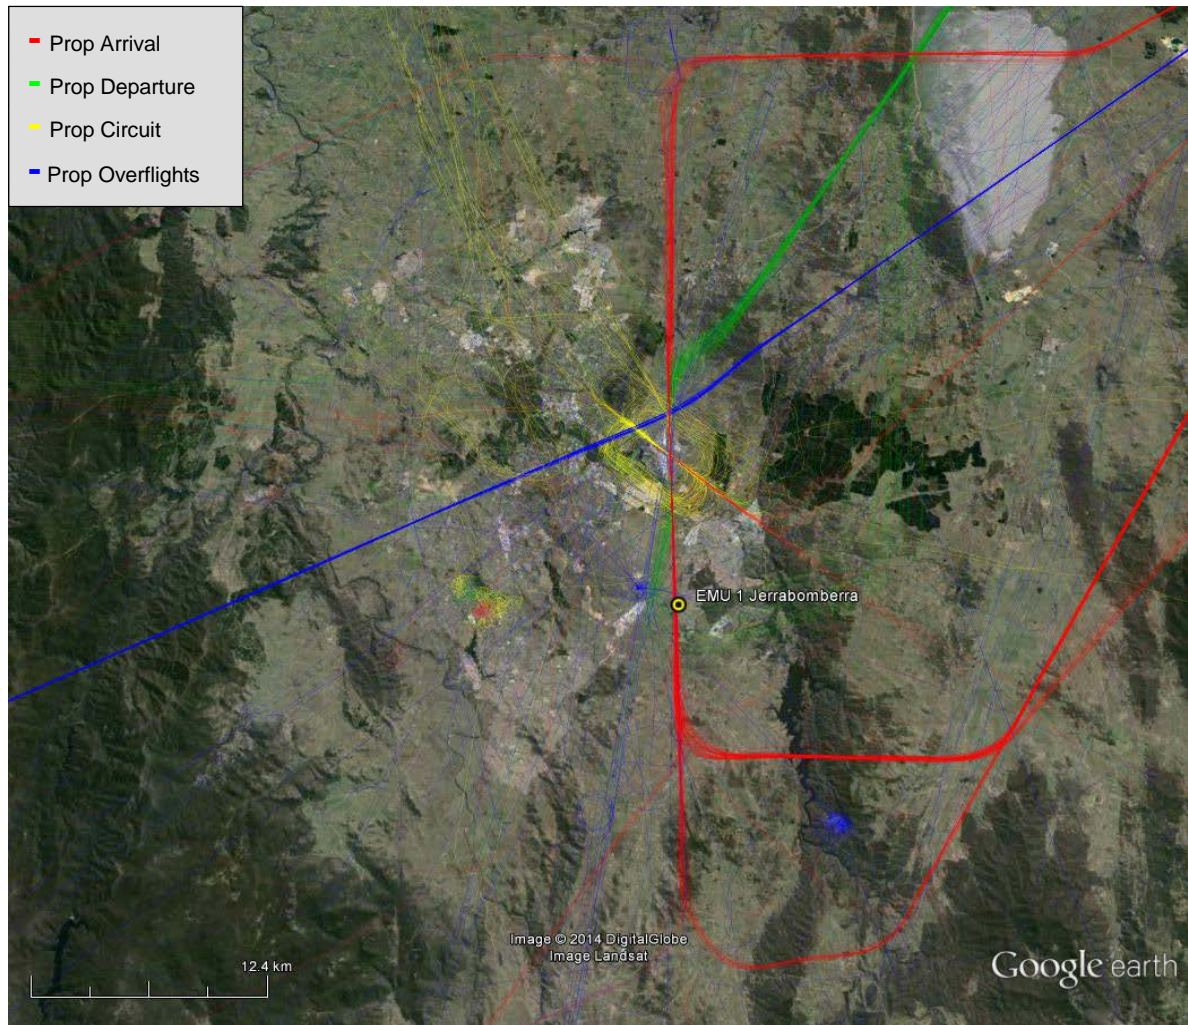 Prop Arrival
Prop Departure
Prop Circuit
Prop Overflights
EMU 1 Jerrabomberra
Image © 2014 DigitalGlobe
Image Landsat
12.4 km
Google earth